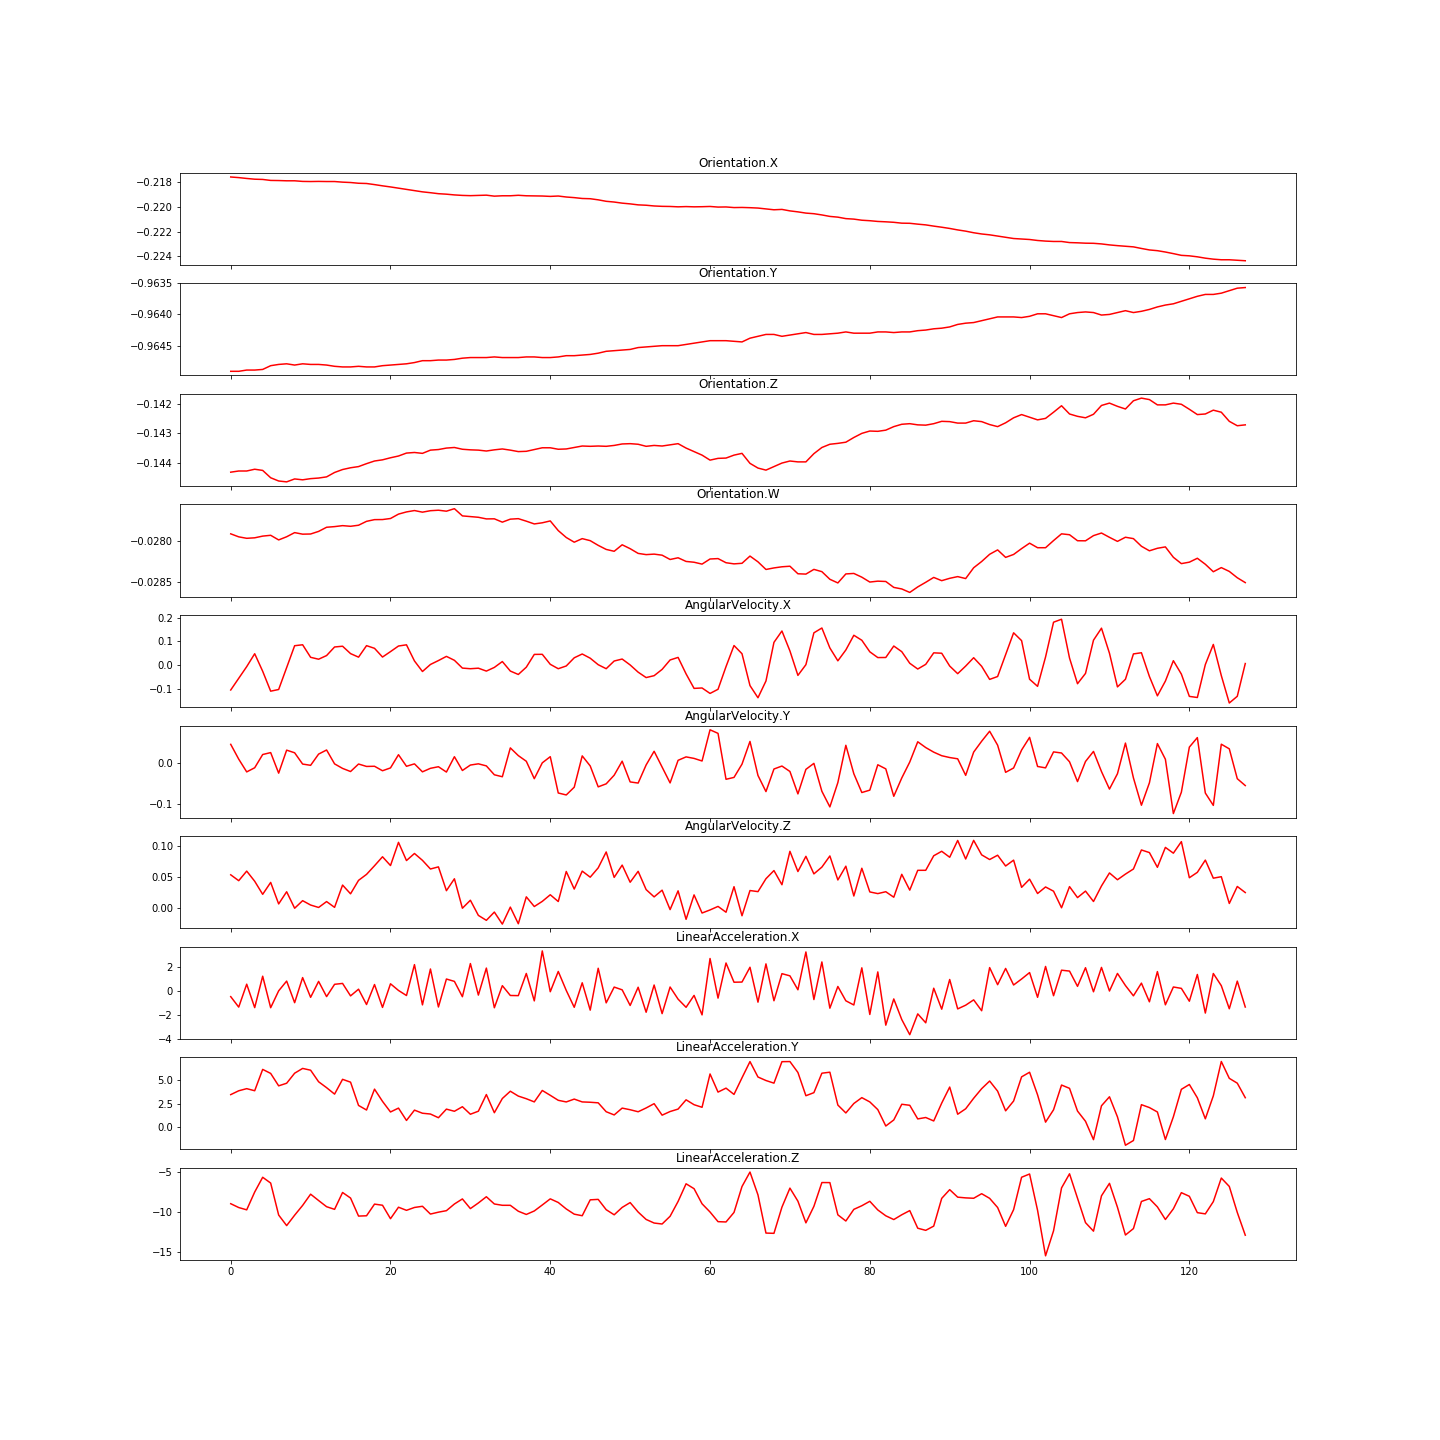 Orientation.X
−0.218
−0.220
−0.222
−0.224
Orientation.Y
−0.9635
−0.9640
−0.9645
Orientation.Z
−0.142
−0.143
−0.144
Orientation.W
−0.0280
−0.0285
AngularVelocity.X
0.2
0.1
0.0
−0.1
AngularVelocity.Y
0.0
−0.1
AngularVelocity.Z
0.10
0.05
0.00
LinearAcceleration.X
2
0
−2
−4
LinearAcceleration.Y
5.0
2.5
0.0
LinearAcceleration.Z
−5
−10
−15
0 20 40 60 80 100 120